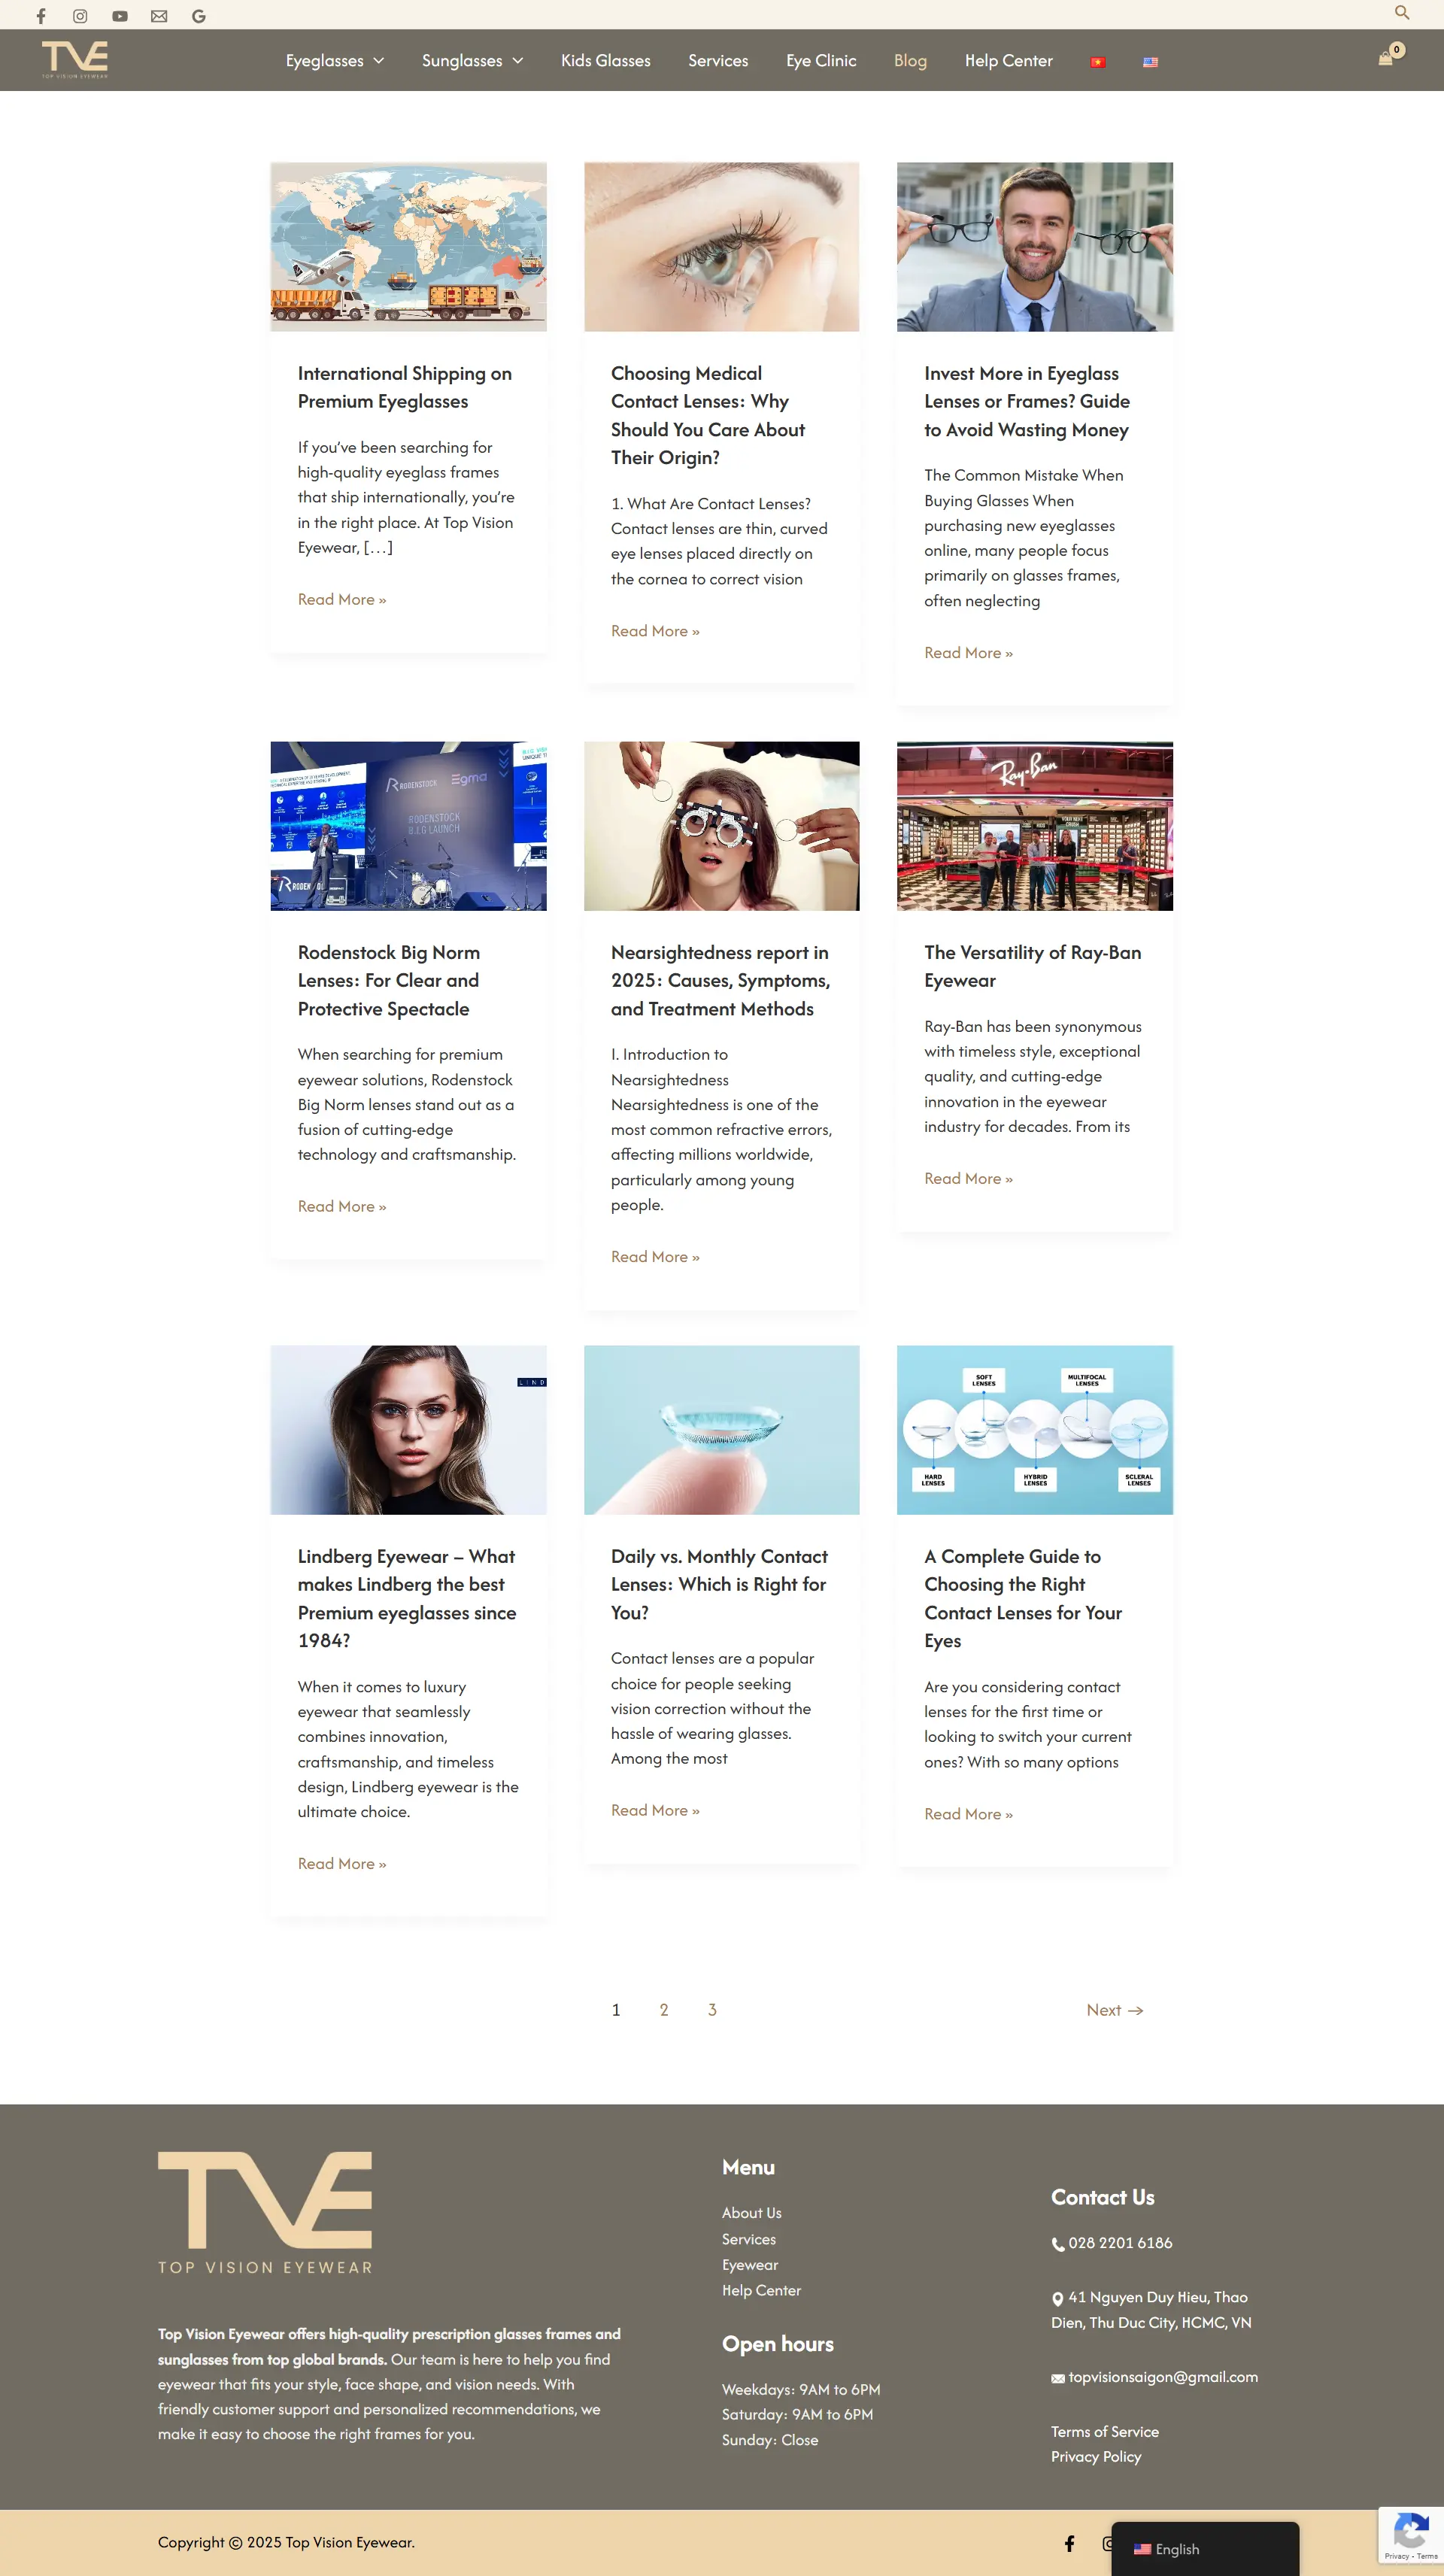 TVE
TOP VISION EYEWEAR
Eyeglasses
Sunglasses
Kids Glasses
Services
Eye Clinic
Blog
Help Center
0
International Shipping on
Premium Eyeglasses
If you’ve been searching for
high-quality eyeglass frames
that ship internationally, you’re
in the right place. At Top Vision
Eyewear, […]
Read More »
Choosing Medical
Contact Lenses: Why
Should You Care About
Their Origin?
1. What Are Contact Lenses?
Contact lenses are thin, curved
eye lenses placed directly on
the cornea to correct vision
Read More »
Invest More in Eyeglass
Lenses or Frames? Guide
to Avoid Wasting Money
The Common Mistake When
Buying Glasses When
purchasing new eyeglasses
online, many people focus
primarily on glasses frames,
often neglecting
Read More »
RODENSTOCK
Egma
RODENSTOCK
B.I.G LAUNCH
Rodenstock Big Norm
Lenses: For Clear and
Protective Spectacle
When searching for premium
eyewear solutions, Rodenstock
Big Norm lenses stand out as a
fusion of cutting-edge
technology and craftsmanship.
Read More »
Nearsightedness report in
2025: Causes, Symptoms,
and Treatment Methods
I. Introduction to
Nearsightedness
Nearsightedness is one of the
most common refractive errors,
affecting millions worldwide,
particularly among young
people.
Read More »
Ray-Ban
The Versatility of Ray-Ban
Eyewear
Ray-Ban has been synonymous
with timeless style, exceptional
quality, and cutting-edge
innovation in the eyewear
industry for decades. From its
Read More »
LIND
Lindberg Eyewear – What
makes Lindberg the best
Premium eyeglasses since
1984?
When it comes to luxury
eyewear that seamlessly
combines innovation,
craftsmanship, and timeless
design, Lindberg eyewear is the
ultimate choice.
Read More »
Daily vs. Monthly Contact
Lenses: Which is Right for
You?
Contact lenses are a popular
choice for people seeking
vision correction without the
hassle of wearing glasses.
Among the most
Read More »
SOFT
LENSES
MULTIFOCAL
LENSES
HARD
LENSES
HYBRID
LENSES
SCLERAL
LENSES
A Complete Guide to
Choosing the Right
Contact Lenses for Your
Eyes
Are you considering contact
lenses for the first time or
looking to switch your current
ones? With so many options
Read More »
1 2 3 Next →
TVE
TOP VISION EYEWEAR
Top Vision Eyewear offers high-quality prescription glasses frames and
sunglasses from top global brands. Our team is here to help you find
eyewear that fits your style, face shape, and vision needs. With
friendly customer support and personalized recommendations, we
make it easy to choose the right frames for you.
Menu
About Us
Services
Eyewear
Help Center
Open hours
Weekdays: 9AM to 6PM
Saturday: 9AM to 6PM
Sunday: Close
Contact Us
028 2201 6186
41 Nguyen Duy Hieu, Thao
Dien, Thu Duc City, HCMC, VN
topvisionsaigon@gmail.com
Terms of Service
Privacy Policy
Copyright © 2025 Top Vision Eyewear.
English
Privacy - Terms